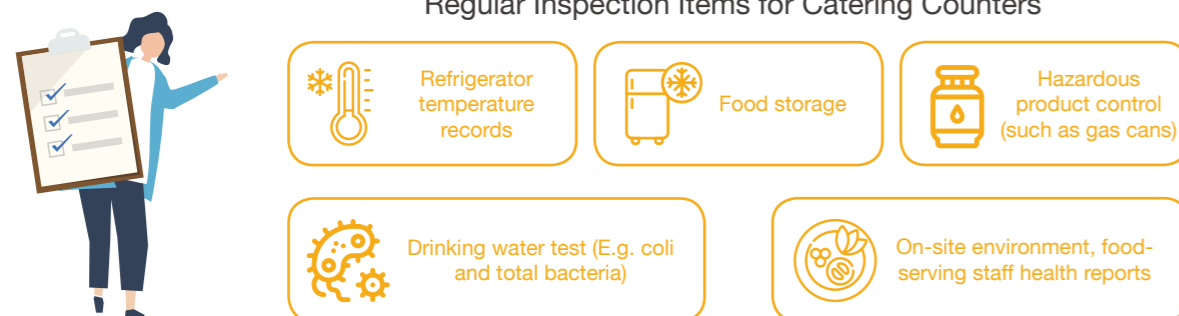 Regular Inspection Items for Catering Counters
Refrigerator
temperature
records
Food storage
Hazardous
product control
(such as gas cans)
Drinking water test (E.g. coli
and total bacteria)
On-site environment, food-
serving staff health reports